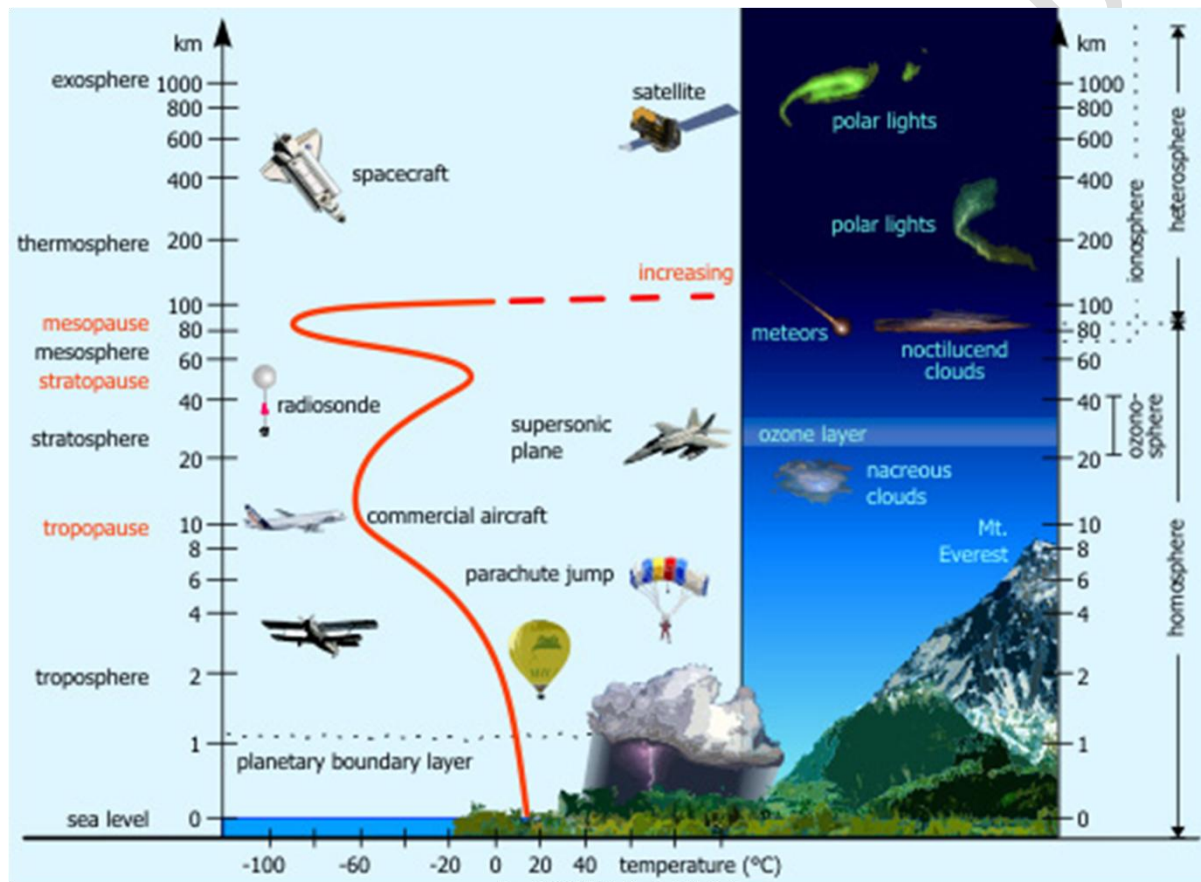 km
exosphere 1000
800
600
400
thermosphere 200
100
mesopause 80
mesosphere 60
stratopause
40
stratosphere
20
tropopause 10
8
6
4
troposphere 2
1
sea level 0
spacecraft
satellite
increasing
radiosonde
supersonic
plane
commercial aircraft
parachute jump
planetary boundary layer
-100 -60 -20 0 20 40 temperature (°C)
polar lights
polar lights
meteors
noctilucend
clouds
ozone layer
nacreous
clouds
Mt.
Everest
km
1000
800
600
400
200
100
80
60
40
20
10
8
6
4
2
1
0
ionosphere
ozono-
sphere
heterosphere
homosphere